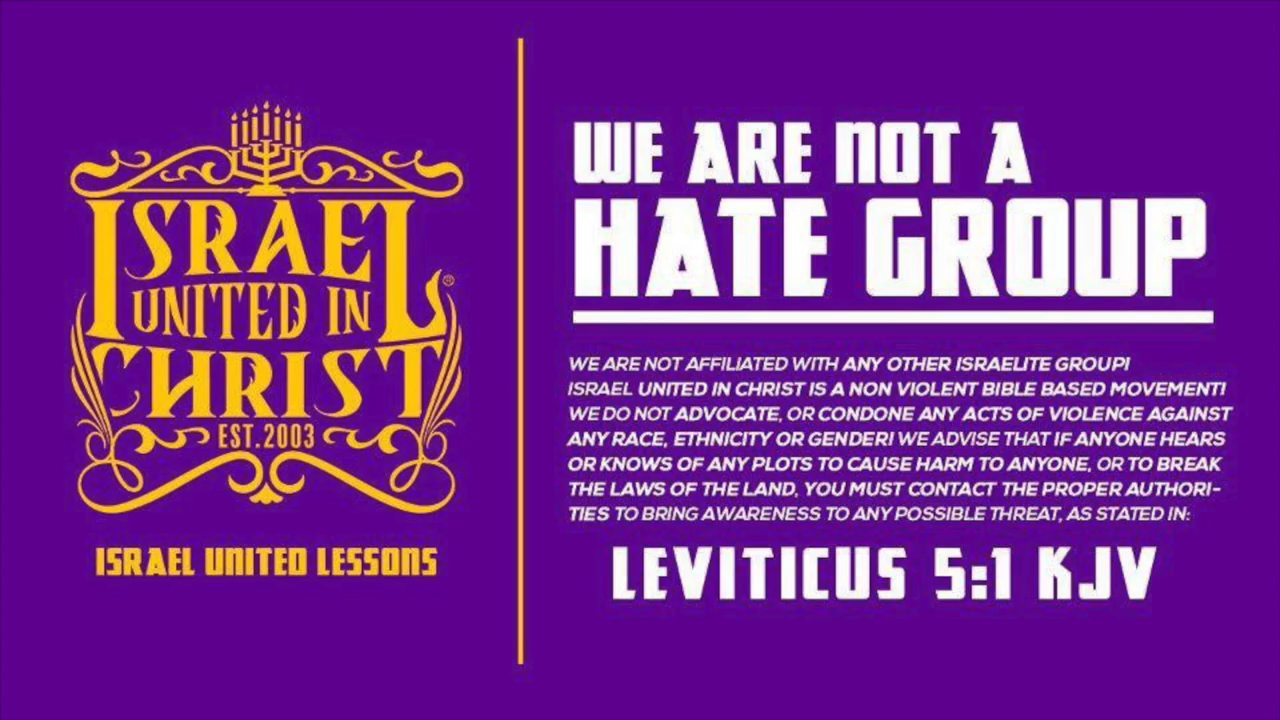 ISRAEL
UNITED IN
CHRIST
EST. 2003
ISRAEL UNITED LESSONS
WE ARE NOT A
HATE GROUP
WE ARE NOT AFFILIATED WITH ANY OTHER ISRAELITE GROUP!
ISRAEL UNITED IN CHRIST IS A NON VIOLENT BIBLE BASED MOVEMENT!
WE DO NOT ADVOCATE, OR CONDONE ANY ACTS OF VIOLENCE AGAINST
ANY RACE, ETHNICITY OR GENDER! WE ADVISE THAT IF ANYONE HEARS
OR KNOWS OF ANY PLOTS TO CAUSE HARM TO ANYONE, OR TO BREAK
THE LAWS OF THE LAND, YOU MUST CONTACT THE PROPER AUTHORI-
TIES TO BRING AWARENESS TO ANY POSSIBLE THREAT, AS STATED IN:
LEVITICUS 5:1 KJV